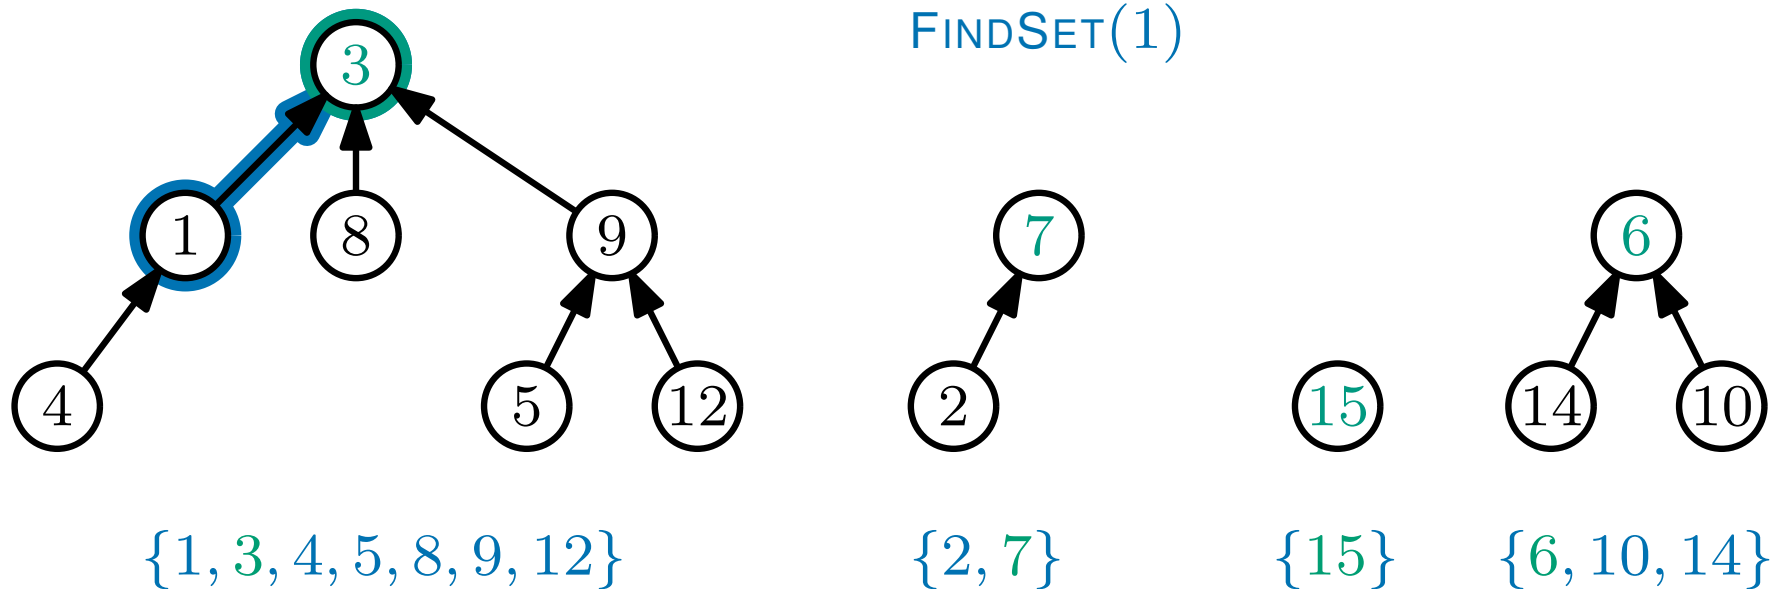 FINDSET(1)
3
1 8 9 7 6
4 5 12 2 15 14 10
{1, 3, 4, 5, 8, 9, 12} {2, 7} {15} {6, 10, 14}